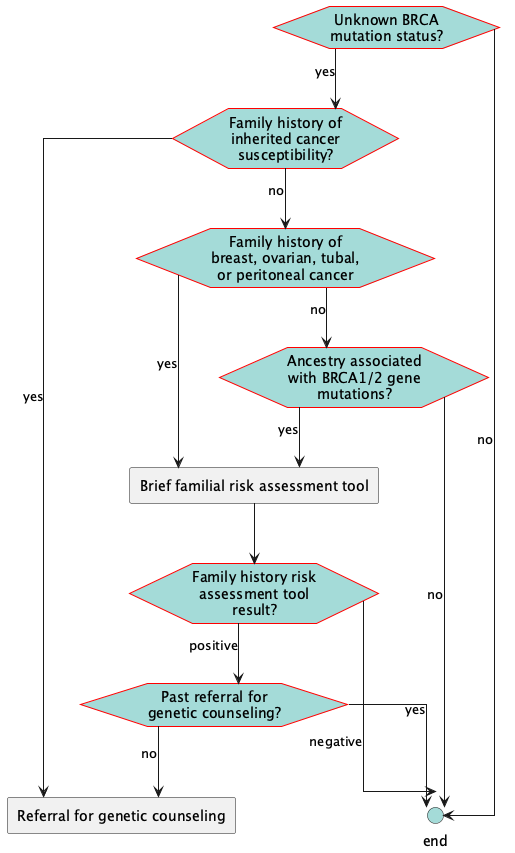 Unknown BRCA
mutation status?
yes
Family history of
inherited cancer
susceptibility?
no
Family history of
breast, ovarian, tubal,
or peritoneal cancer
no
yes
Ancestry associated
with BRCA1/2 gene
mutations?
yes
yes
no
Brief familial risk assessment tool
Family history risk
assessment tool
result?
no
positive
Past referral for
genetic counseling?
yes
negative
no
Referral for genetic counseling
end